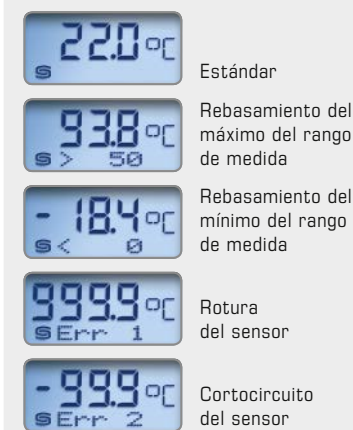 22.0 °C
S
Estándar
93.8 °C
S > 50
Rebasamiento del
máximo del rango
de medida
- 18.4 °C
S < 0
Rebasamiento del
mínimo del rango
de medida
999.9 °C
S Err 1
Rotura
del sensor
-99.9 °C
S Err 2
Cortocircuito
del sensor